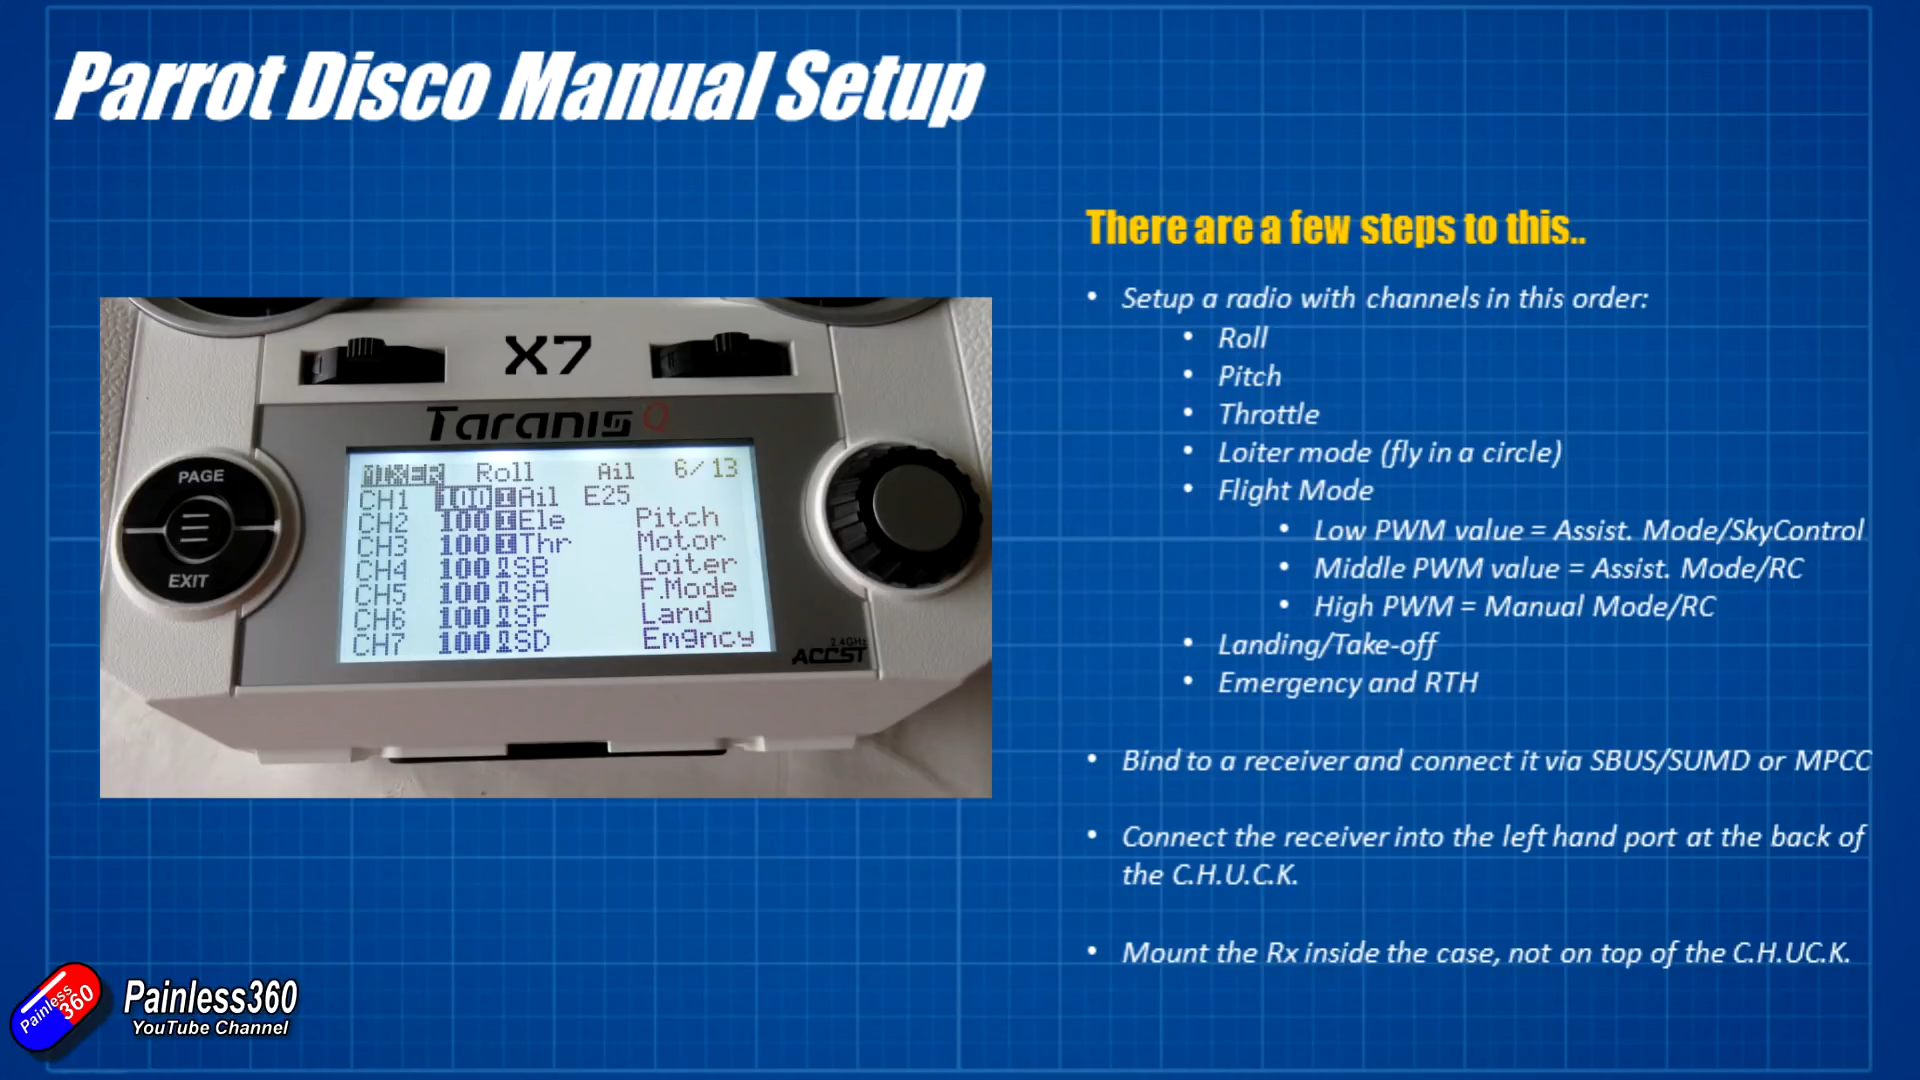 Parrot Disco Manual Setup
There are a few steps to this..
• Setup a radio with channels in this order:
• Roll
• Pitch
• Throttle
• Loiter mode (fly in a circle)
• Flight Mode
• Low PWM value = Assist. Mode/SkyControl
• Middle PWM value = Assist. Mode/RC
• High PWM = Manual Mode/RC
• Landing/Take-off
• Emergency and RTH
• Bind to a receiver and connect it via SBUS/SUMD or MPCC
• Connect the receiver into the left hand port at the back of
the C.H.U.C.K.
• Mount the Rx inside the case, not on top of the C.H.UC.K.
X7
Taranis Q
PAGE
EXIT
MIXER Roll Ail 6/13
CH1 100 Ail E25
CH2 100 Ele Pitch
CH3 100 Thr Motor
CH4 100 SB Loiter
CH5 100 SA F.Mode
CH6 100 SF Land
CH7 100 SD Emgncy
2.4GHz
ACCST
Painless
360
Painless360
YouTube Channel